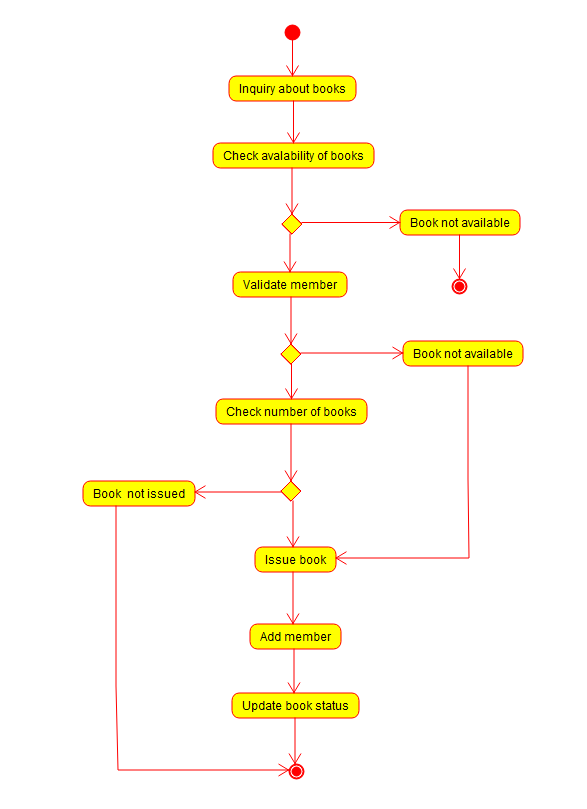 Inquiry about books
Check avalability of books
Book not available
Validate member
Book not available
Check number of books
Book  not issued
Issue book
Add member
Update book status